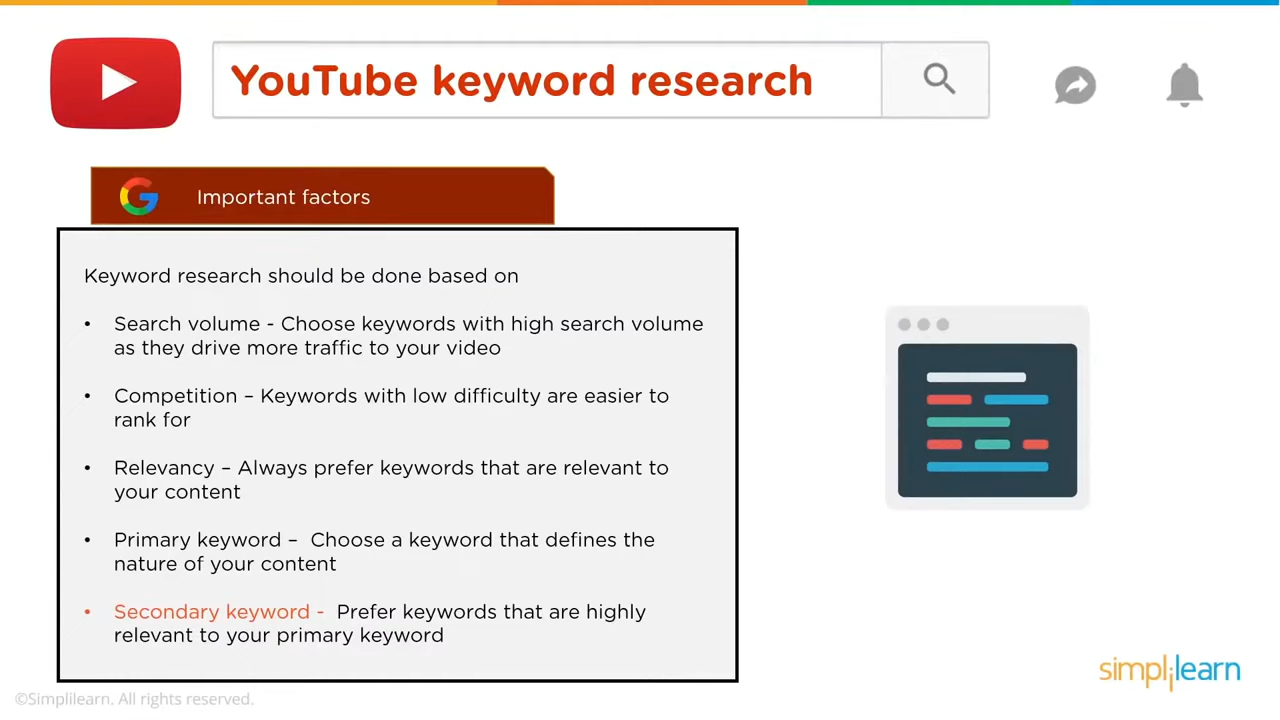 YouTube keyword research
Important factors
Keyword research should be done based on
• Search volume - Choose keywords with high search volume
as they drive more traffic to your video
• Competition – Keywords with low difficulty are easier to
rank for
• Relevancy – Always prefer keywords that are relevant to
your content
• Primary keyword –  Choose a keyword that defines the
nature of your content
• Secondary keyword -  Prefer keywords that are highly
relevant to your primary keyword
simplilearn
©Simplilearn. All rights reserved.